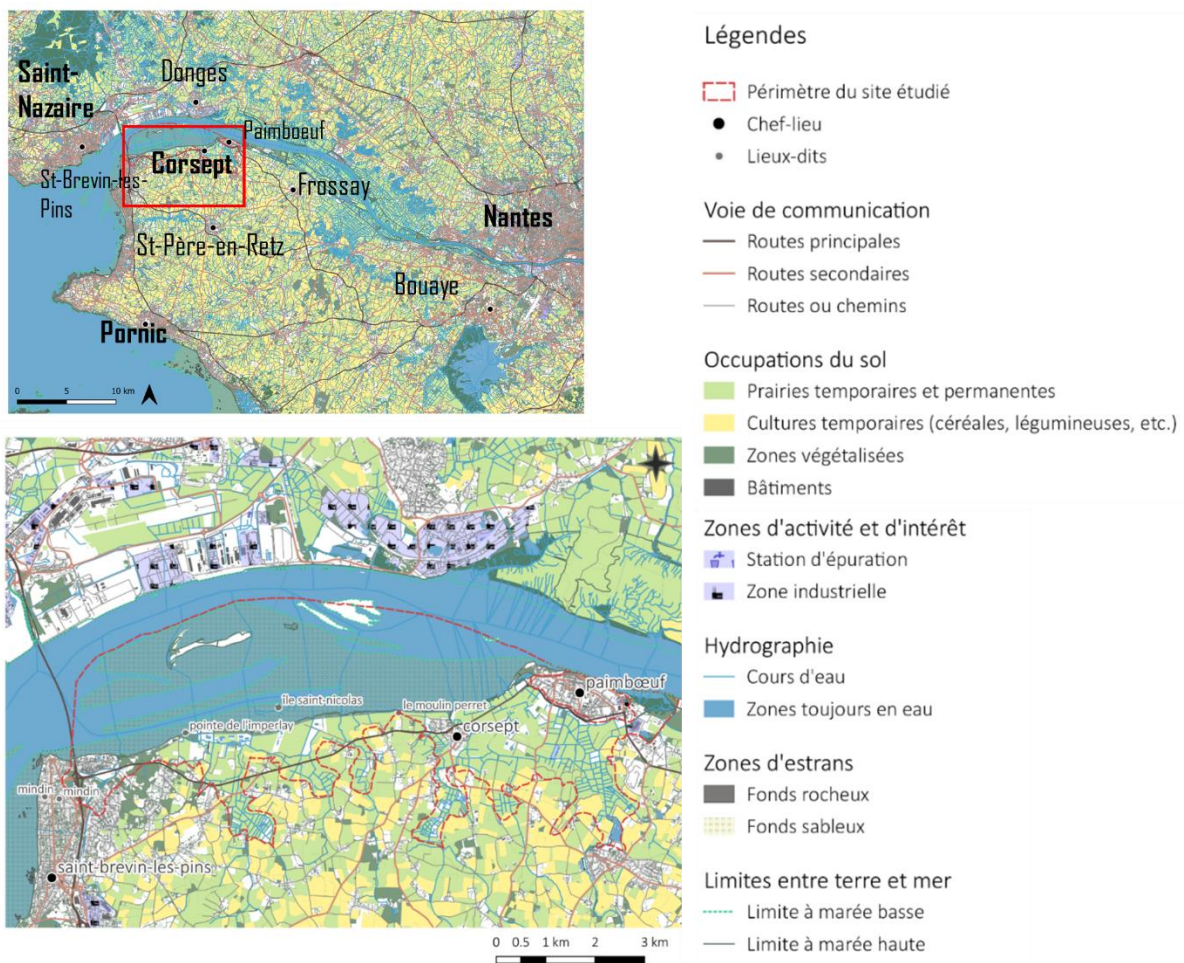 Saint-
Nazaire
Donges
Paimboeuf
Corsept
St-Brevin-les-
Pins
Frossay
Nantes
St-Père-en-Retz
Bouaye
Pornic
0 5 10 km
paimbœuf
île saint-nicolas
le moulin perret
pointe de l'imperlay
corsept
mindin
mindin
saint-brevin-les-pins
0 0.5 1 km 2 3 km
Légendes
Périmètre du site étudié
Chef-lieu
Lieux-dits
Voie de communication
Routes principales
Routes secondaires
Routes ou chemins
Occupations du sol
Prairies temporaires et permanentes
Cultures temporaires (céréales, légumineuses, etc.)
Zones végétalisées
Bâtiments
Zones d'activité et d'intérêt
Station d'épuration
Zone industrielle
Hydrographie
Cours d'eau
Zones toujours en eau
Zones d'estrans
Fonds rocheux
Fonds sableux
Limites entre terre et mer
Limite à marée basse
Limite à marée haute